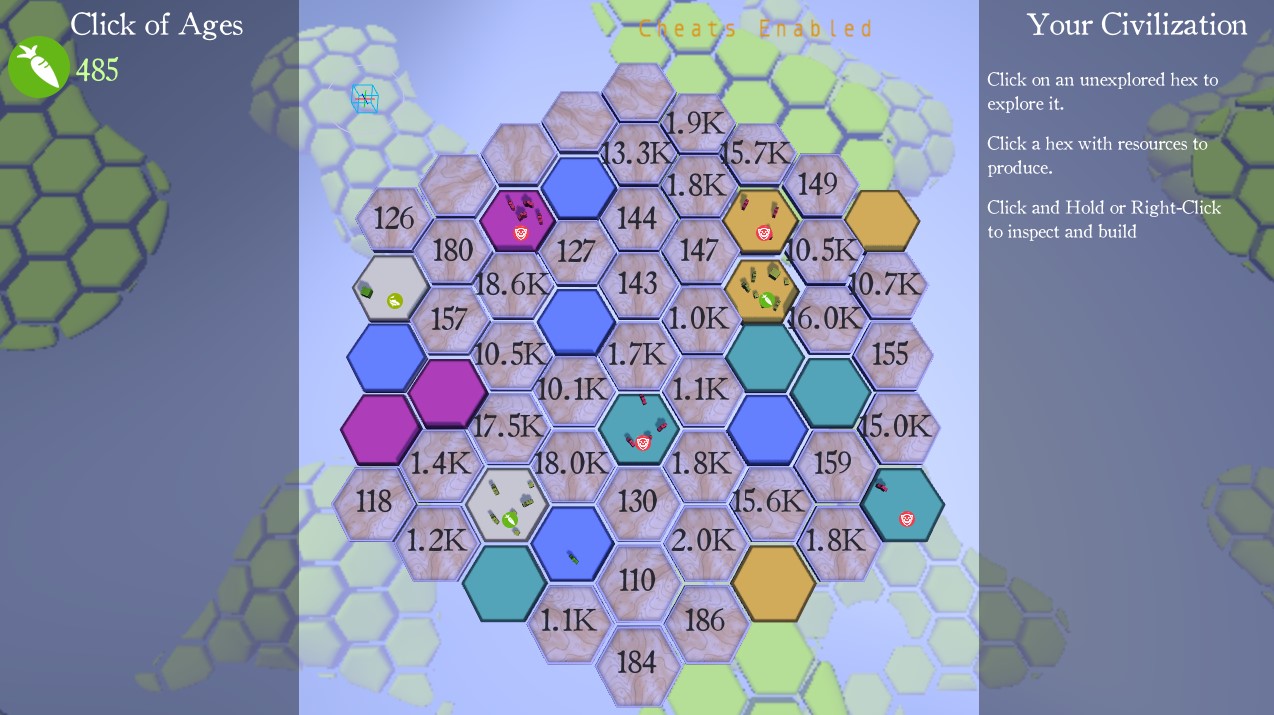 Click of Ages
485
Cheats Enabled
Your Civilization
Click on an unexplored hex to
explore it.
Click a hex with resources to
produce.
Click and Hold or Right-Click
to inspect and build
1.9K
13.3K
15.7K
1.8K
149
126
144
180
127
147
10.5K
18.6K
143
10.7K
157
1.0K
16.0K
10.5K
1.7K
155
10.1K
1.1K
17.5K
15.0K
1.4K
18.0K
1.8K
159
118
130
15.6K
1.2K
2.0K
1.8K
110
1.1K
186
184